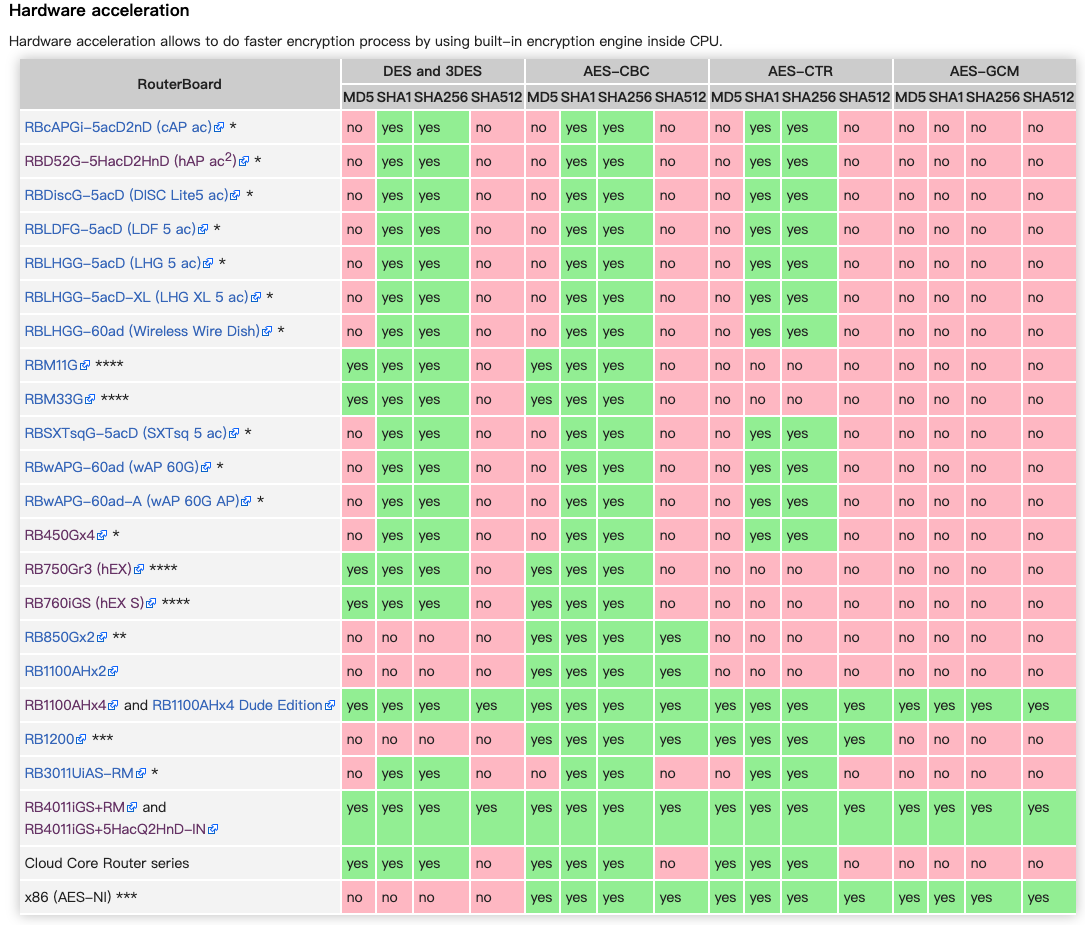 Hardware acceleration
Hardware acceleration allows to do faster encryption process by using built-in encryption engine inside CPU.
RouterBoard DES and 3DES AES-CBC AES-CTR AES-GCM
MD5 SHA1 SHA256 SHA512 MD5 SHA1 SHA256 SHA512 MD5 SHA1 SHA256 SHA512 MD5 SHA1 SHA256 SHA512
RBcAPGi-5acD2nD (cAP ac) * no yes yes no no yes yes no no yes yes no no no no no
RBD52G-5HacD2HnD (hAP ac²) * no yes yes no no yes yes no no yes yes no no no no no
RBDiscG-5acD (DISC Lite5 ac) * no yes yes no no yes yes no no yes yes no no no no no
RBLDFG-5acD (LDF 5 ac) * no yes yes no no yes yes no no yes yes no no no no no
RBLHGG-5acD (LHG 5 ac) * no yes yes no no yes yes no no yes yes no no no no no
RBLHGG-5acD-XL (LHG XL 5 ac) * no yes yes no no yes yes no no yes yes no no no no no
RBLHGG-60ad (Wireless Wire Dish) * no yes yes no no yes yes no no yes yes no no no no no
RBM11G **** yes yes yes no yes yes yes no no no no no no no no no
RBM33G **** yes yes yes no yes yes yes no no no no no no no no no
RBSXTsqG-5acD (SXTsq 5 ac) * no yes yes no no yes yes no no yes yes no no no no no
RBwAPG-60ad (wAP 60G) * no yes yes no no yes yes no no yes yes no no no no no
RBwAPG-60ad-A (wAP 60G AP) * no yes yes no no yes yes no no yes yes no no no no no
RB450Gx4 * no yes yes no no yes yes no no yes yes no no no no no
RB750Gr3 (hEX) **** yes yes yes no yes yes yes no no no no no no no no no
RB760iGS (hEX S) **** yes yes yes no yes yes yes no no no no no no no no no
RB850Gx2 ** no no no no yes yes yes yes no no no no no no no no
RB1100AHx2 no no no no yes yes yes yes no no no no no no no no
RB1100AHx4 and RB1100AHx4 Dude Edition yes yes yes yes yes yes yes yes yes yes yes yes yes yes yes yes
RB1200 *** no no no no yes yes yes yes yes yes yes yes no no no no
RB3011UiAS-RM * no yes yes no no yes yes no no yes yes no no no no no
RB4011iGS+RM and yes yes yes yes yes yes yes yes yes yes yes yes yes yes yes yes
RB4011iGS+5HacQ2HnD-IN
Cloud Core Router series yes yes yes no yes yes yes no yes yes yes no no no no no
x86 (AES-NI) *** no no no no yes yes yes yes yes yes yes yes yes yes yes yes